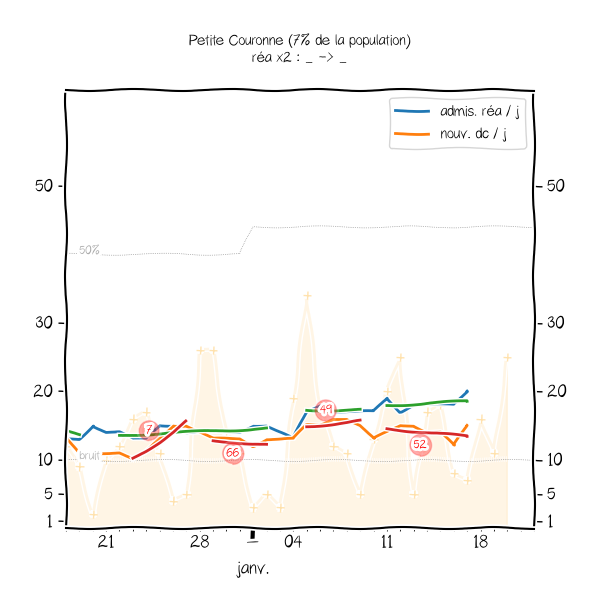 Petite Couronne (7% de la population)
réa x2 : _ -> _
admis. réa / j
nouv. dc / j
50 50
50%
30 30
20 20
49
7
66
52
bruit
10 10
5 5
1 1
21 28 04 11 18
janv.